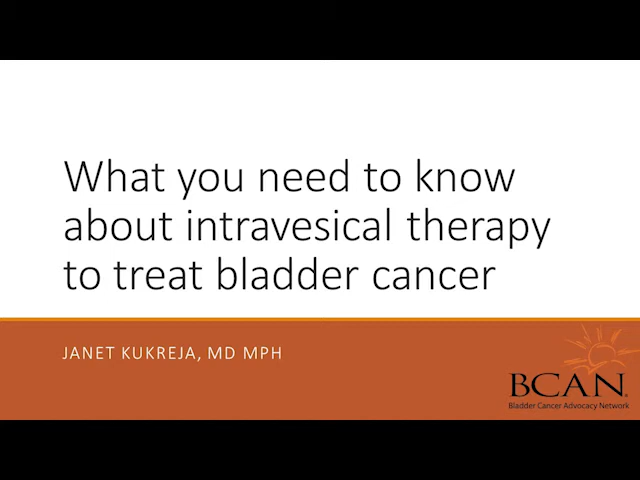 What you need to know
about intravesical therapy
to treat bladder cancer
JANET KUKREJA, MD MPH
BCAN.
Bladder Cancer Advocacy Network